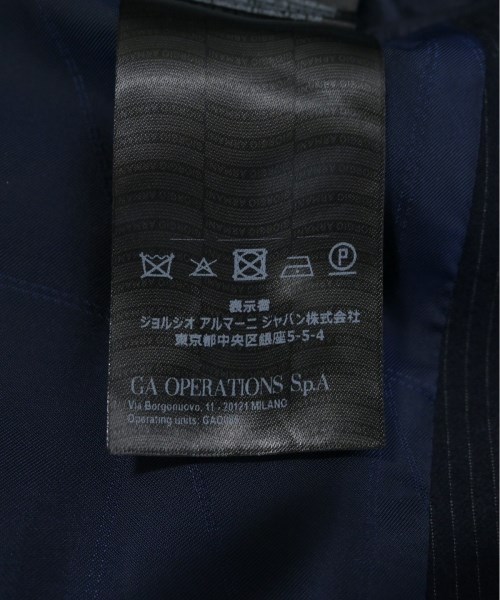 P
表示者
ジョルジオ アルマーニ ジャパン株式会社
東京都中央区銀座5-5-4
GA OPERATIONS S.p.A
Via Borgonuovo, 11 - 20121 MILANO
Operating units: